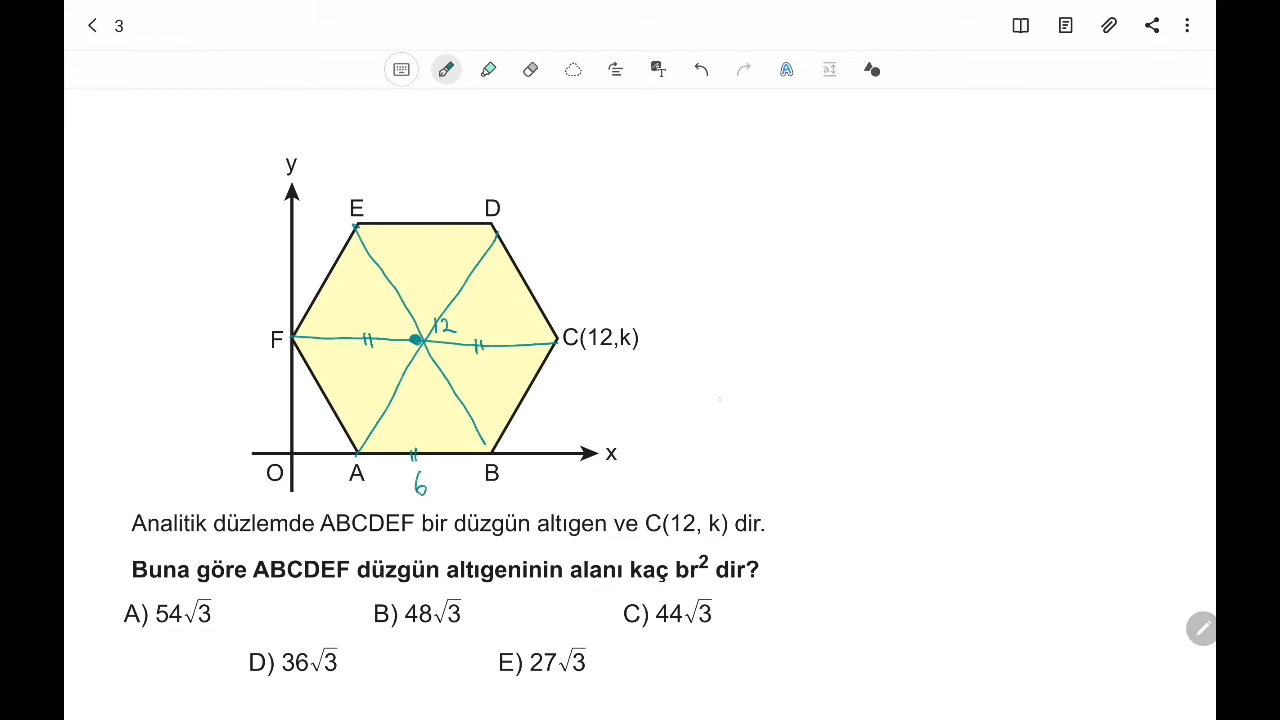 3
y
E D
12
F C(12,k)
O A B x
6
Analitik düzlemde ABCDEF bir düzgün altıgen ve C(12, k) dir.
Buna göre ABCDEF düzgün altıgeninin alanı kaç br² dir?
A) 54√3 B) 48√3 C) 44√3
D) 36√3 E) 27√3